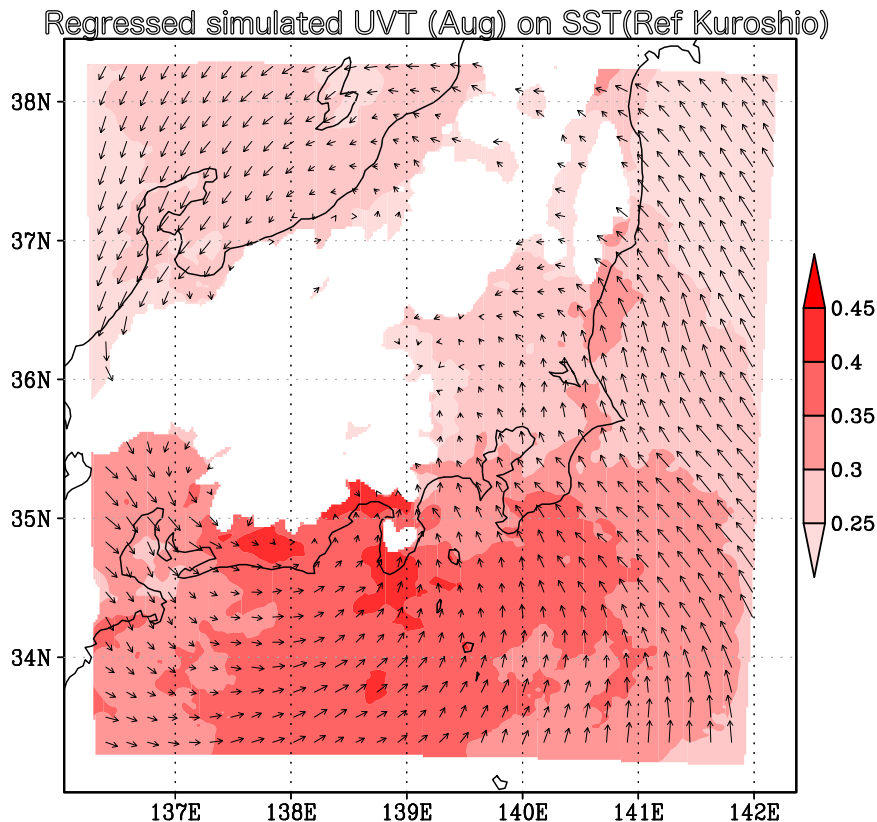 Regressed simulated UVT (Aug) on SST(Ref Kuroshio)
38N
37N
36N
35N
34N
137E
138E
139E
140E
141E
142E
0.45
0.4
0.35
0.3
0.25